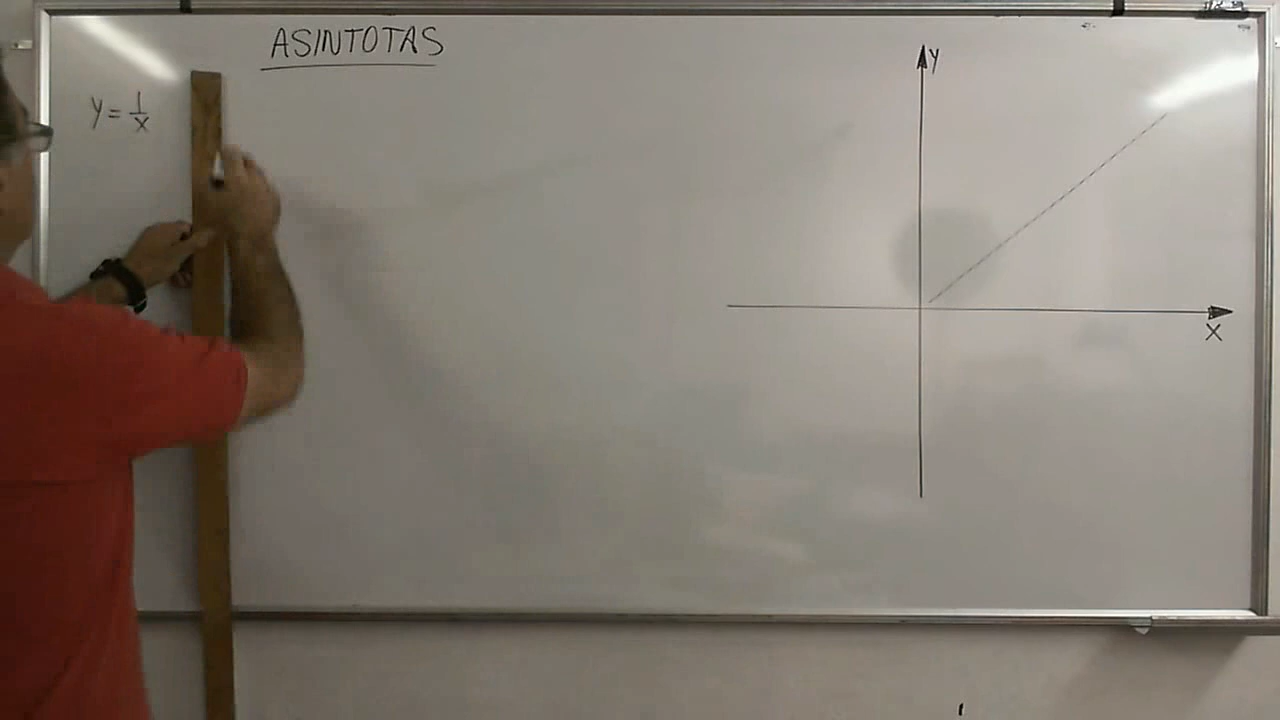 ASINTOTAS
y = 1/x
y
x